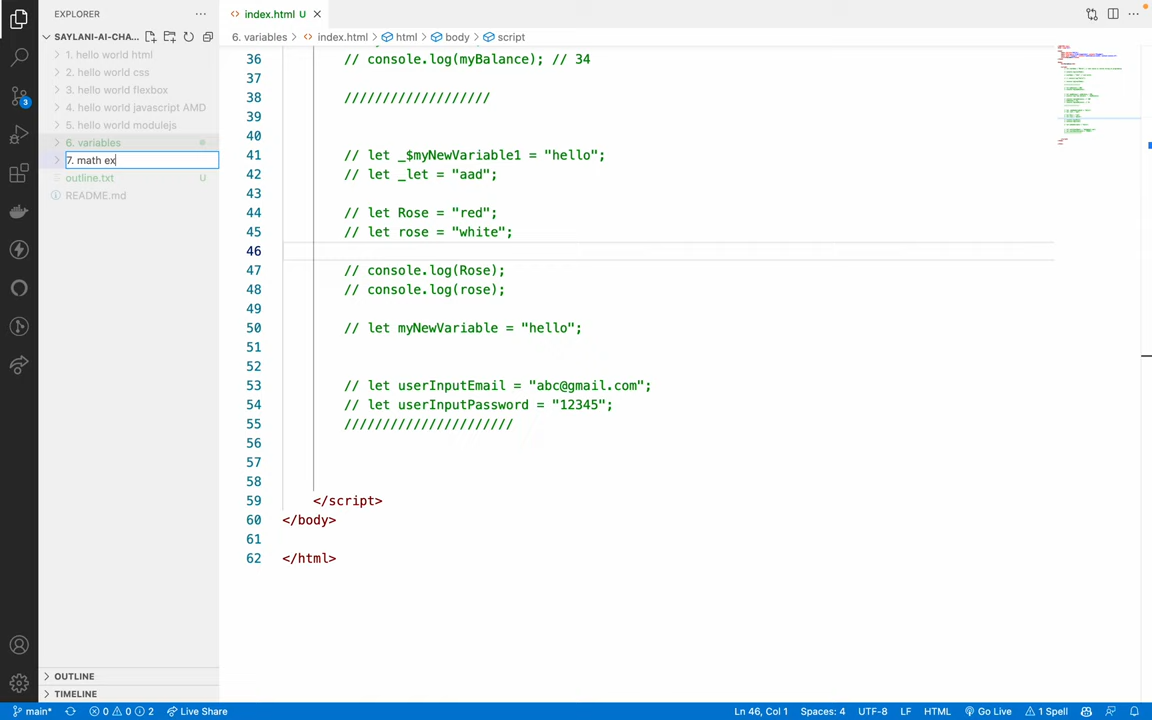 EXPLORER
SAYLANI-AI-CHA...
1. hello world html
2. hello world css
3. hello world flexbox
4. hello world javascript AMD
5. hello world modulejs
6. variables
7. math ex
outline.txt U
README.md
OUTLINE
TIMELINE
<> index.html U
6. variables > <> index.html > html > body > script
36 // console.log(myBalance); // 34
37
38 ///////////////////
39
40
41 // let _$myNewVariable1 = "hello";
42 // let _let = "aad";
43
44 // let Rose = "red";
45 // let rose = "white";
46
47 // console.log(Rose);
48 // console.log(rose);
49
50 // let myNewVariable = "hello";
51
52
53 // let userInputEmail = "abc@gmail.com";
54 // let userInputPassword = "12345";
55 //////////////////////
56
57
58
59 </script>
60 </body>
61
62 </html>
3
main* 0 0 2 Live Share Ln 46, Col 1 Spaces: 4 UTF-8 LF HTML Go Live 1 Spell